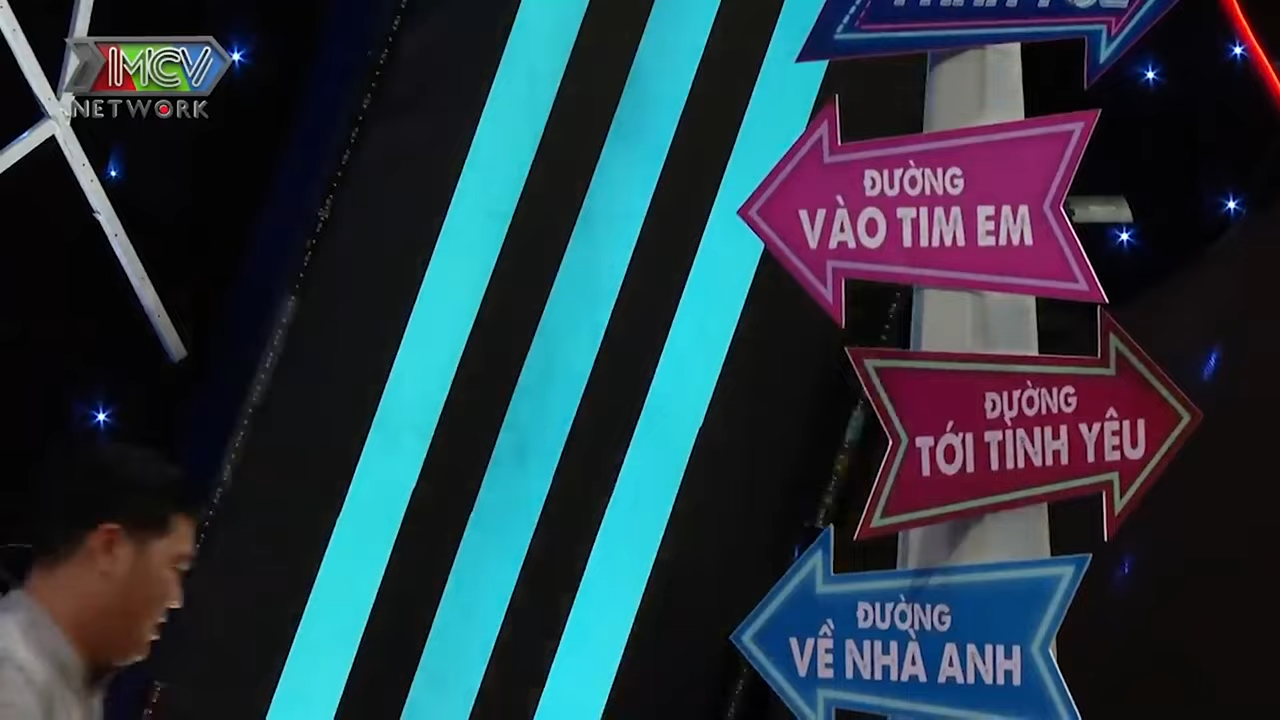 MCV
NETWORK
ĐƯỜNG
VÀO TIM EM
ĐƯỜNG
TỚI TÌNH YÊU
ĐƯỜNG
VỀ NHÀ ANH